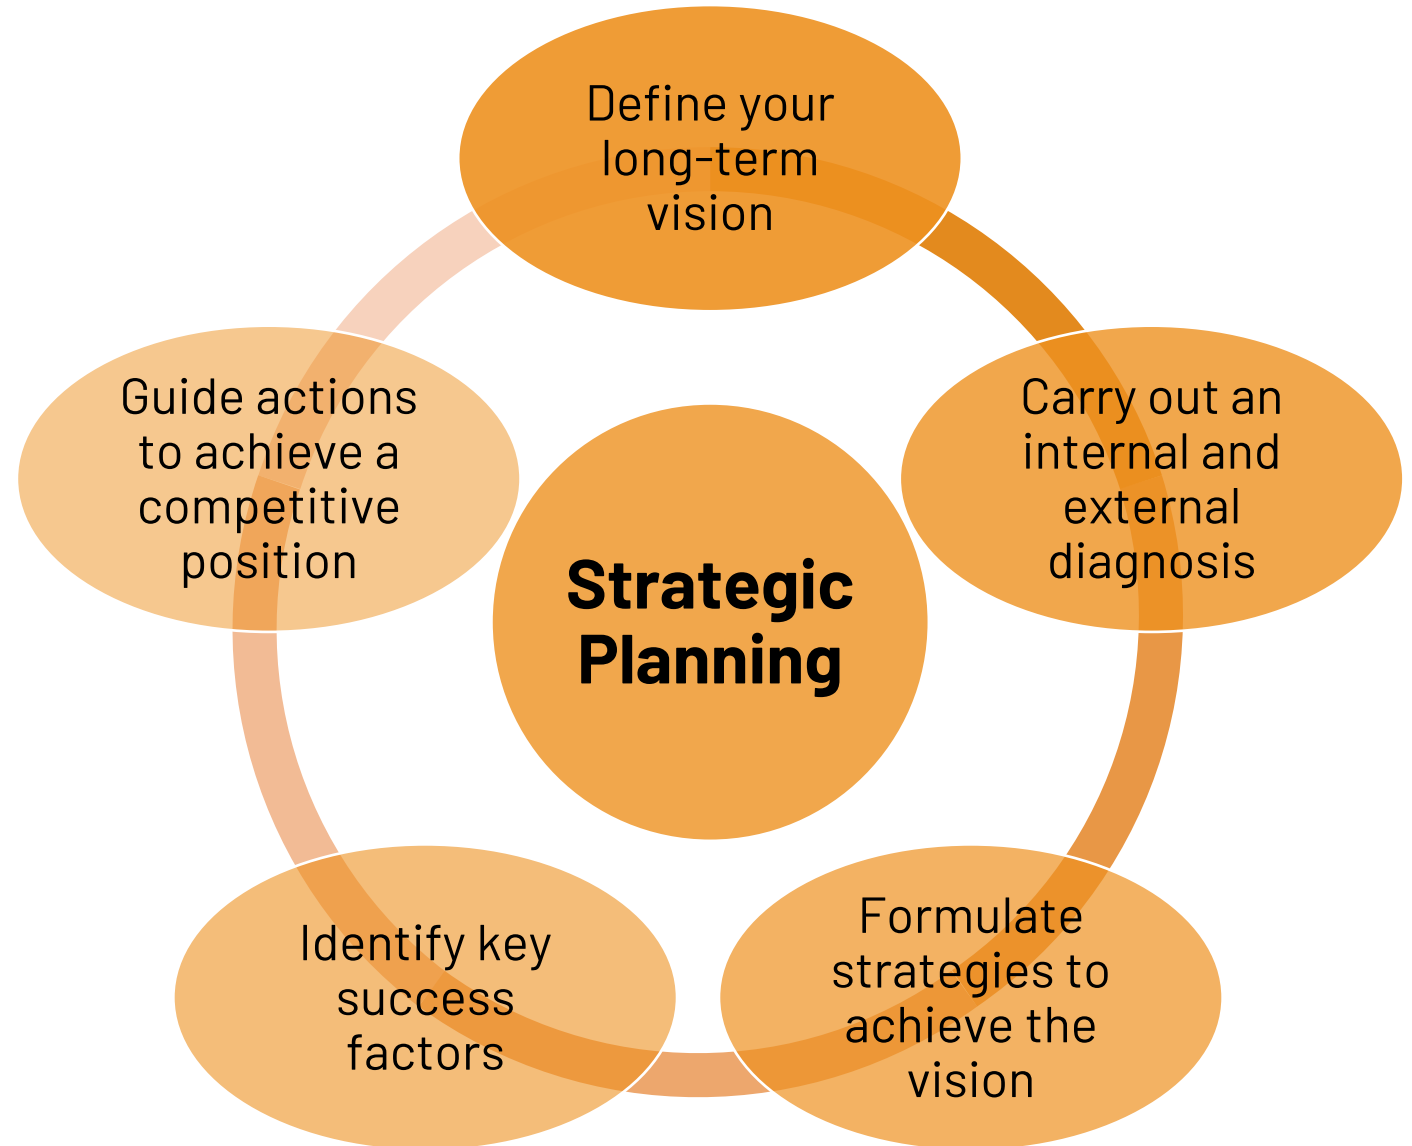 Define your
long-term
vision
Carry out an
internal and
external
diagnosis
Formulate
strategies to
achieve the
vision
Identify key
success
factors
Guide actions
to achieve a
competitive
position
Strategic
Planning